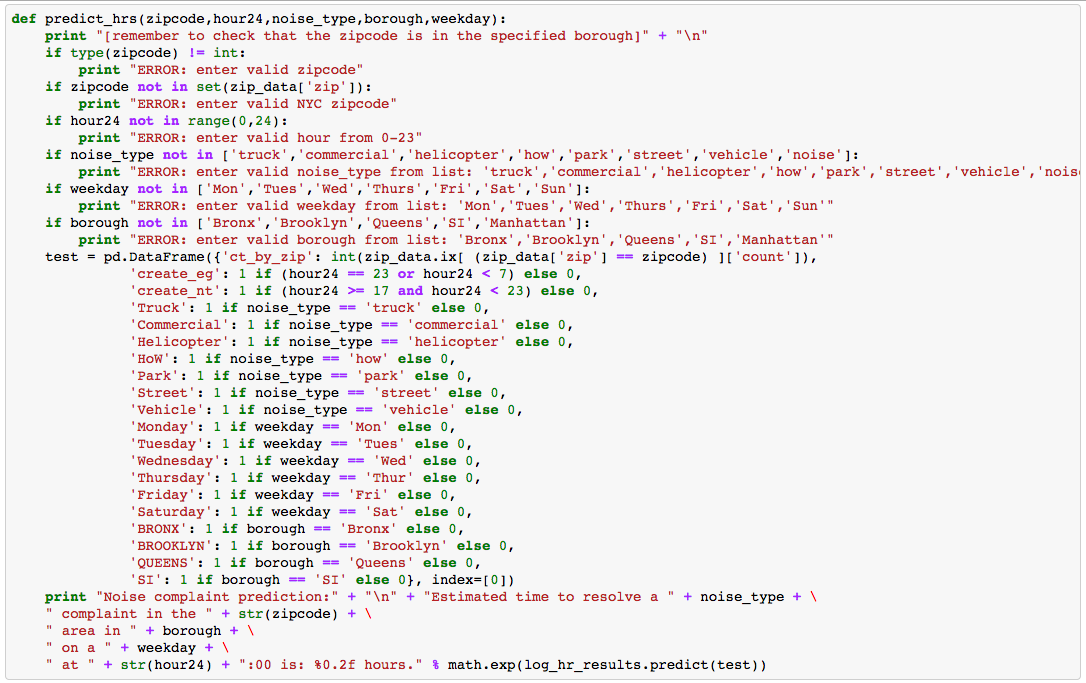 def predict_hrs(zipcode,hour24,noise_type,borough,weekday):
    print "[remember to check that the zipcode is in the specified borough]" + "\n"
    if type(zipcode) != int:
        print "ERROR: enter valid zipcode"
    if zipcode not in set(zip_data['zip']):
        print "ERROR: enter valid NYC zipcode"
    if hour24 not in range(0,24):
        print "ERROR: enter valid hour from 0-23"
    if noise_type not in ['truck','commercial','helicopter','how','park','street','vehicle','noise']:
        print "ERROR: enter valid noise_type from list: 'truck','commercial','helicopter','how','park','street','vehicle','nois
    if weekday not in ['Mon','Tues','Wed','Thurs','Fri','Sat','Sun']:
        print "ERROR: enter valid weekday from list: 'Mon','Tues','Wed','Thurs','Fri','Sat','Sun'"
    if borough not in ['Bronx','Brooklyn','Queens','SI','Manhattan']:
        print "ERROR: enter valid borough from list: 'Bronx','Brooklyn','Queens','SI','Manhattan'"
    test = pd.DataFrame({'ct_by_zip': int(zip_data.ix[ (zip_data['zip'] == zipcode) ]['count']),
              'create_eg': 1 if (hour24 == 23 or hour24 < 7) else 0,
              'create_nt': 1 if (hour24 >= 17 and hour24 < 23) else 0,
              'Truck': 1 if noise_type == 'truck' else 0,
              'Commercial': 1 if noise_type == 'commercial' else 0,
              'Helicopter': 1 if noise_type == 'helicopter' else 0,
              'HoW': 1 if noise_type == 'how' else 0,
              'Park': 1 if noise_type == 'park' else 0,
              'Street': 1 if noise_type == 'street' else 0,
              'Vehicle': 1 if noise_type == 'vehicle' else 0,
              'Monday': 1 if weekday == 'Mon' else 0,
              'Tuesday': 1 if weekday == 'Tues' else 0,
              'Wednesday': 1 if weekday == 'Wed' else 0,
              'Thursday': 1 if weekday == 'Thur' else 0,
              'Friday': 1 if weekday == 'Fri' else 0,
              'Saturday': 1 if weekday == 'Sat' else 0,
              'BRONX': 1 if borough == 'Bronx' else 0,
              'BROOKLYN': 1 if borough == 'Brooklyn' else 0,
              'QUEENS': 1 if borough == 'Queens' else 0,
              'SI': 1 if borough == 'SI' else 0}, index=[0])
    print "Noise complaint prediction:" + "\n" + "Estimated time to resolve a " + noise_type + \
    " complaint in the " + str(zipcode) + \
    " area in " + borough + \
    " on a " + weekday + \
    " at " + str(hour24) + ":00 is: %0.2f hours." % math.exp(log_hr_results.predict(test))